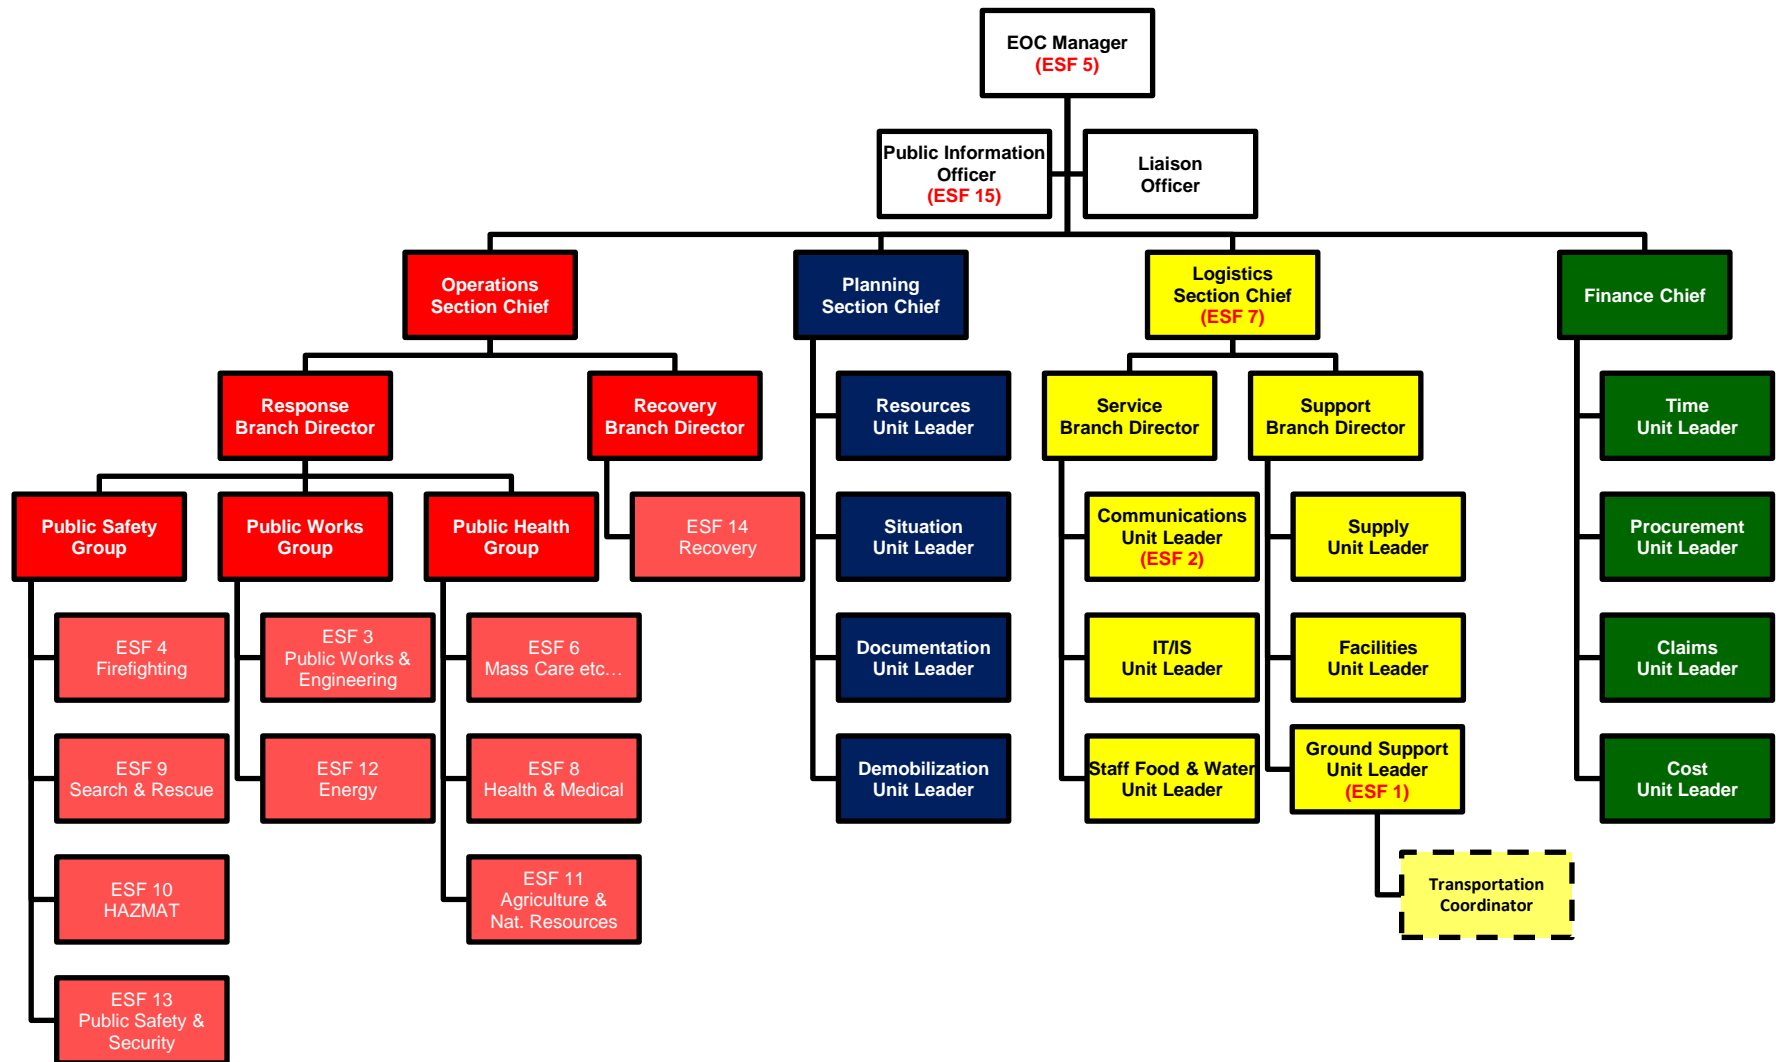 EOC Manager
(ESF 5)
Public Information
Officer
(ESF 15)
Liaison
Officer
Operations
Section Chief
Planning
Section Chief
Logistics
Section Chief
(ESF 7)
Finance Chief
Response
Branch Director
Recovery
Branch Director
Resources
Unit Leader
Service
Branch Director
Support
Branch Director
Time
Unit Leader
Public Safety
Group
Public Works
Group
Public Health
Group
ESF 14
Recovery
Situation
Unit Leader
Communications
Unit Leader
(ESF 2)
Supply
Unit Leader
Procurement
Unit Leader
ESF 4
Firefighting
ESF 3
Public Works &
Engineering
ESF 6
Mass Care etc…
Documentation
Unit Leader
IT/IS
Unit Leader
Facilities
Unit Leader
Claims
Unit Leader
ESF 9
Search & Rescue
ESF 12
Energy
ESF 8
Health & Medical
Demobilization
Unit Leader
Staff Food & Water
Unit Leader
Ground Support
Unit Leader
(ESF 1)
Cost
Unit Leader
ESF 10
HAZMAT
ESF 11
Agriculture &
Nat. Resources
Transportation
Coordinator
ESF 13
Public Safety &
Security